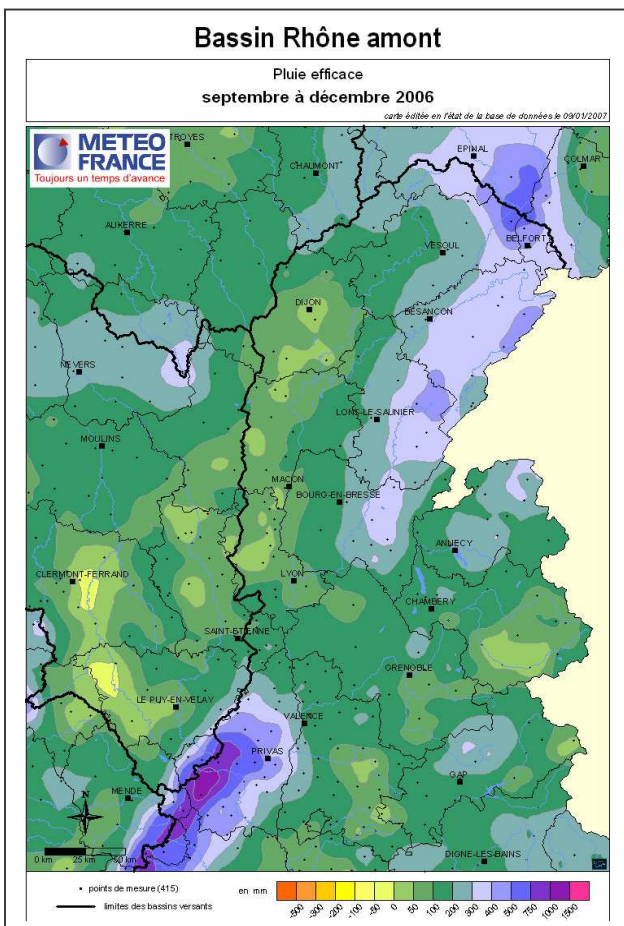 Bassin Rhône amont
Pluie efficace
septembre à décembre 2006
carte éditée en l'état de la base de données le 09/01/2007
METEO
FRANCE
Toujours un temps d'avance
TROYES
CHAUMONT
EPINAL
COLMAR
AUXERRE
VESOUL
BELFORT
DIJON
BESANCON
NEVERS
LONS-LE-SAUNIER
MOULINS
MACON
BOURG-EN-BRESSE
ANNECY
CLERMONT-FERRAND
LYON
CHAMBERY
SAINT-ETIENNE
GRENOBLE
LE PUY-EN-VELAY
VALENCE
PRIVAS
GAP
MENDE
N
DIGNE-LES-BAINS
0 km 25 km 50 km
points de mesure (415)
limites des bassins versants
en mm
-500 -300 -200 -100 -50 0 50 100 200 300 400 500 750 1000 1500